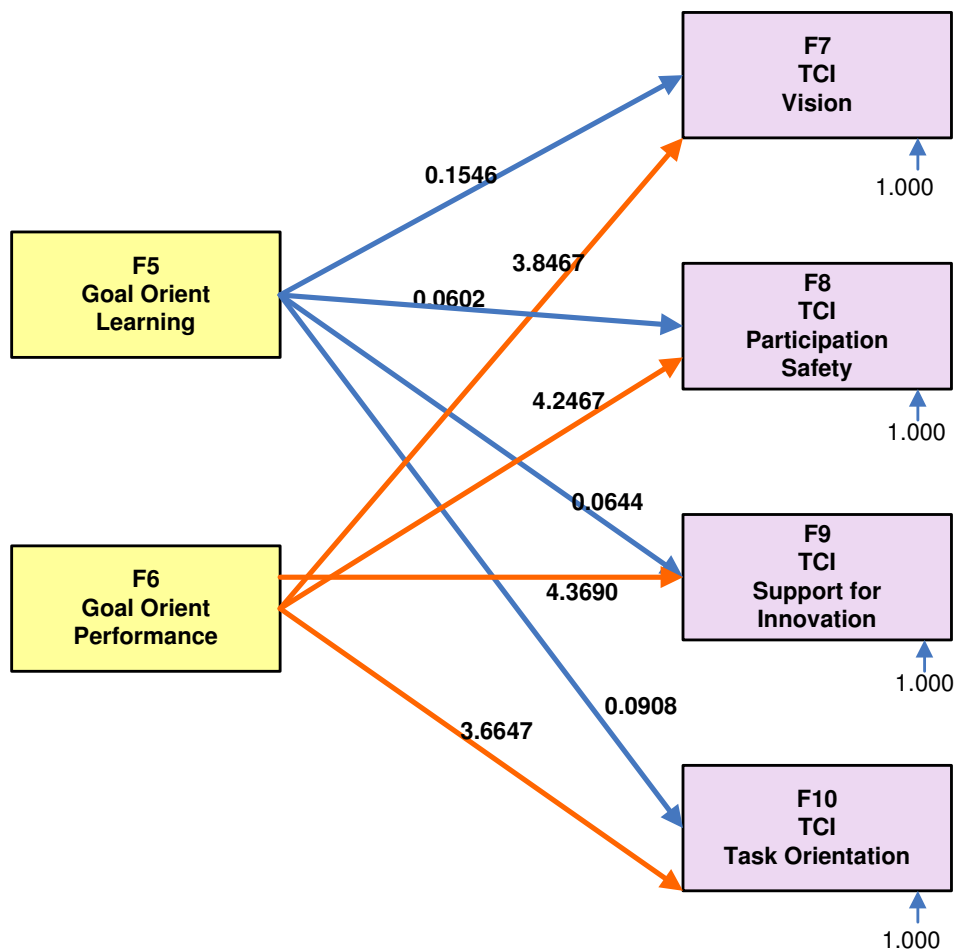 F7
TCI
Vision
0.1546
1.000
F5
Goal Orient
Learning
3.8467
0.0602
F8
TCI
Participation
Safety
4.2467
1.000
0.0644
F9
TCI
Support for
Innovation
F6
Goal Orient
Performance
4.3690
1.000
0.0908
3.6647
F10
TCI
Task Orientation
1.000